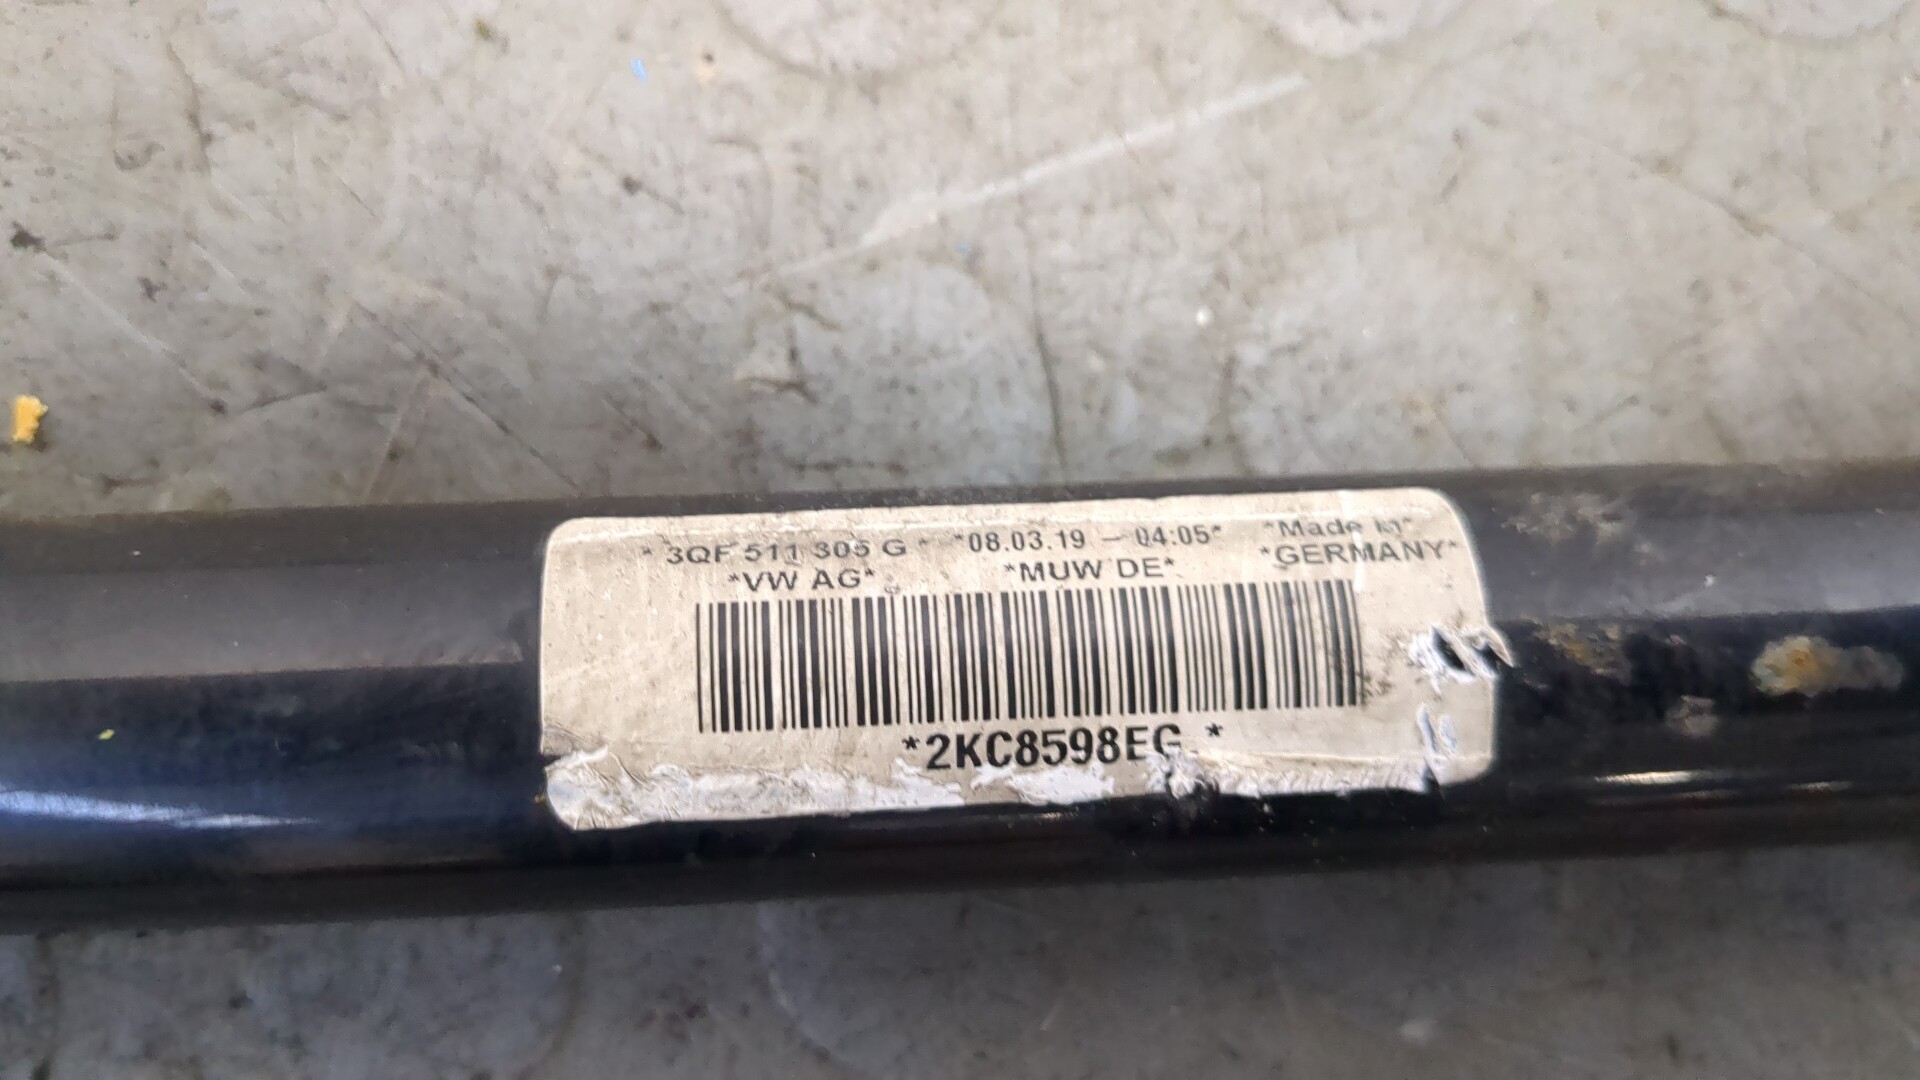 * 3QF 511 305 G * *08.03.19 - 04:05* *Made in*
*VW AG* *MUW DE* *GERMANY*
*2KC8598EG *